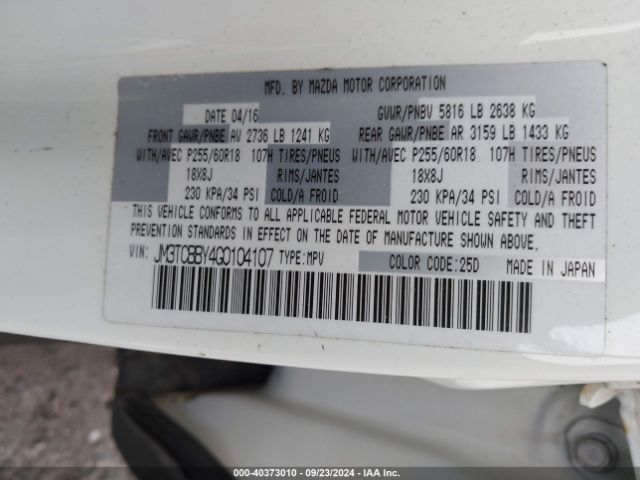 MFD. BY MAZDA MOTOR CORPORATION
DATE 04/16 GVWR/PNBV 5816 LB 2638 KG
FRONT GAWR/PNBE AV 2736 LB 1241 KG REAR GAWR/PNBE AR 3159 LB 1433 KG
WITH/AVEC P255/60R18 107H TIRES/PNEUS WITH/AVEC P255/60R18 107H TIRES/PNEUS
18X8J RIMS/JANTES 18X8J RIMS/JANTES
230 KPA/34 PSI COLD/A FROID 230 KPA/34 PSI COLD/A FROID
THIS VEHICLE CONFORMS TO ALL APPLICABLE FEDERAL MOTOR VEHICLE SAFETY AND THEFT
PREVENTION STANDARDS IN EFFECT ON THE DATE OF MANUFACTURE SHOWN ABOVE.
VIN: JM3TCBBY4G0104107 TYPE:MPV COLOR CODE:25D MADE IN JAPAN
000-40373010 - 09/23/2024 - IAA Inc.